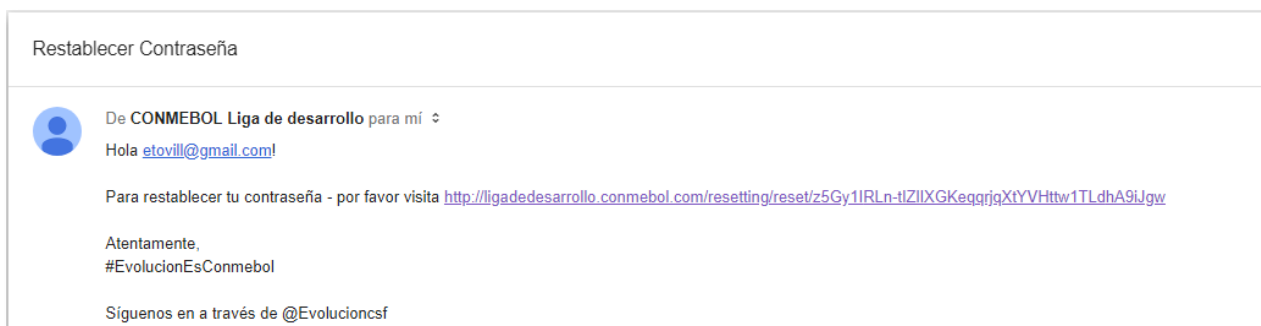 Restablecer Contraseña
De CONMEBOL Liga de desarrollo para mí
Hola etovill@gmail.com!
Para restablecer tu contraseña - por favor visita http://ligadedesarrollo.conmebol.com/resetting/reset/z5Gy1IRLn-tIZIIXGKeqqrjqXtYVHttw1TLdhA9iJgw
Atentamente,
#EvolucionEsConmebol
Síguenos en a través de @Evolucioncsf